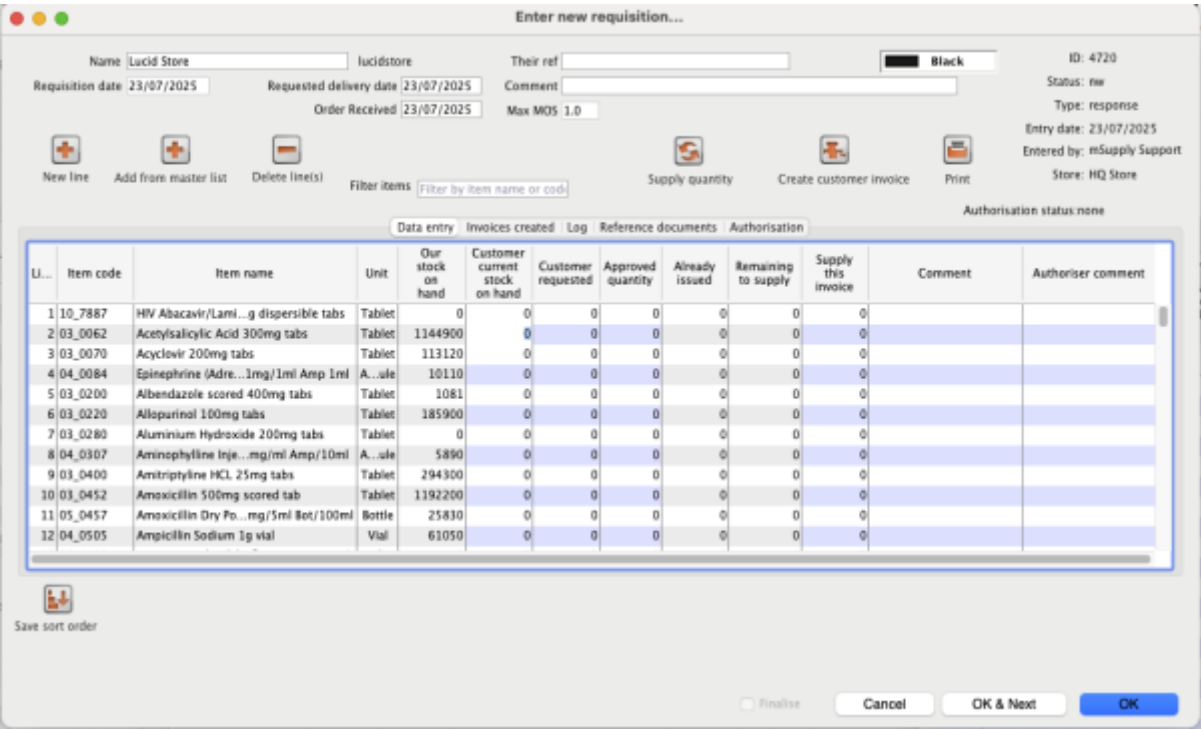 Enter new requisition...
Name Lucid Store lucidstore Their ref Black ID: 4720
Requisition date 23/07/2025 Requested delivery date 23/07/2025 Comment Status: nw
Order Received 23/07/2025 Max MOS 1.0 Type: response
Entry date: 23/07/2025
Entered by: mSupply Support
Store: HQ Store
New line Add from master list Delete line(s) Filter items Filter by item name or code Supply quantity Create customer invoice Print
Authorisation status:none
Data entry Invoices created Log Reference documents Authorisation
Li... Item code Item name Unit Our stock on hand Customer current stock on hand Customer requested Approved quantity Already issued Remaining to supply Supply this invoice Comment Authoriser comment
1 10_7887 HIV Abacavir/Lami...g dispersible tabs Tablet 0 0 0 0 0 0 0
2 03_0062 Acetylsalicylic Acid 300mg tabs Tablet 1144900 0 0 0 0 0 0
3 03_0070 Acyclovir 200mg tabs Tablet 113120 0 0 0 0 0 0
4 04_0084 Epinephrine (Adre...1mg/1ml Amp 1ml A...ule 10110 0 0 0 0 0 0
5 03_0200 Albendazole scored 400mg tabs Tablet 1081 0 0 0 0 0 0
6 03_0220 Allopurinol 100mg tabs Tablet 185900 0 0 0 0 0 0
7 03_0280 Aluminium Hydroxide 200mg tabs Tablet 0 0 0 0 0 0 0
8 04_0307 Aminophylline Inje...mg/ml Amp/10ml A...ule 5890 0 0 0 0 0 0
9 03_0400 Amitriptyline HCL 25mg tabs Tablet 294300 0 0 0 0 0 0
10 03_0452 Amoxicillin 500mg scored tab Tablet 1192200 0 0 0 0 0 0
11 05_0457 Amoxicillin Dry Po...mg/5ml Bot/100ml Bottle 25830 0 0 0 0 0 0
12 04_0505 Ampicillin Sodium 1g vial Vial 61050 0 0 0 0 0 0
Save sort order
Finalise Cancel OK & Next OK